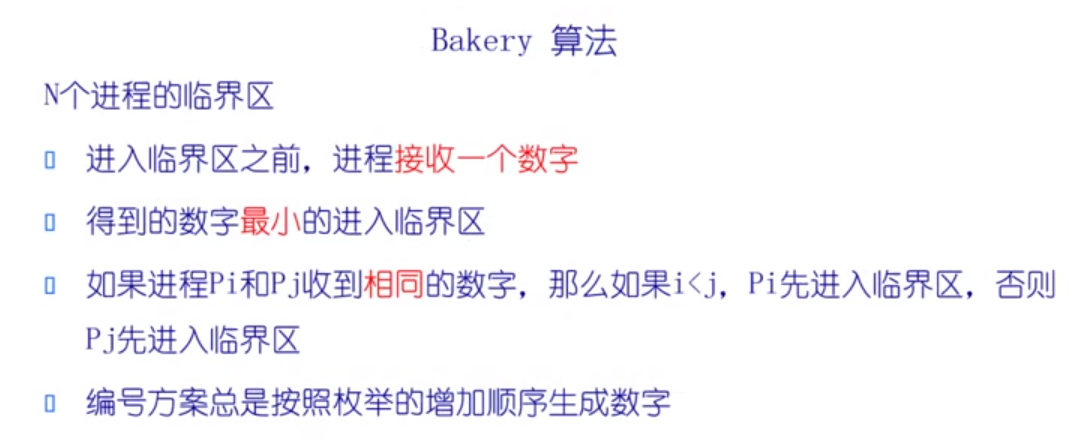 Bakery 算法
N个进程的临界区
进入临界区之前，进程接收一个数字
得到的数字最小的进入临界区
如果进程Pi和Pj收到相同的数字，那么如果i<j，Pi先进入临界区，否则
Pj先进入临界区
编号方案总是按照枚举的增加顺序生成数字